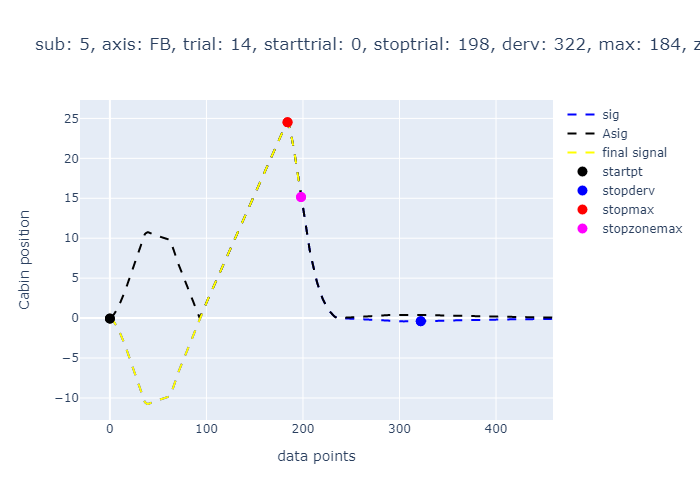 sub: 5, axis: FB, trial: 14, starttrial: 0, stoptrial: 198, derv: 322, max: 184, z
25
20
15
10
5
0
−5
−10
0
100
200
300
400
Cabin position
data points
sig
Asig
final signal
startpt
stopderv
stopmax
stopzonemax